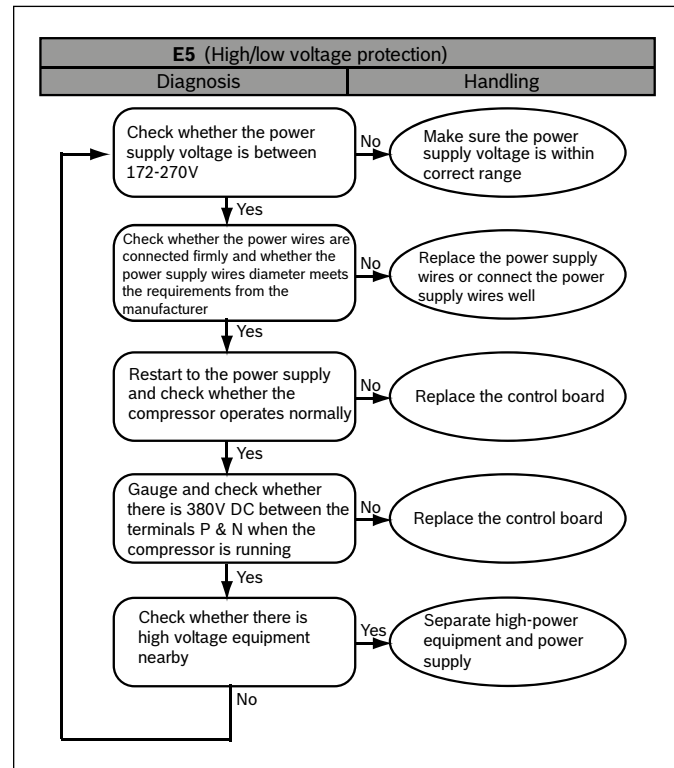 E5 (High/low voltage protection)
Diagnosis
Handling
Check whether the power
supply voltage is between
172-270V
No
Make sure the power
supply voltage is within
correct range
Yes
Check whether the power wires are
connected firmly and whether the
power supply wires diameter meets
the requirements from the
manufacturer
No
Replace the power supply
wires or connect the power
supply wires well
Yes
Restart to the power supply
and check whether the
compressor operates normally
No
Replace the control board
Yes
Gauge and check whether
there is 380V DC between the
terminals P & N when the
compressor is running
No
Replace the control board
Yes
Check whether there is
high voltage equipment
nearby
Yes
Separate high-power
equipment and power
supply
No